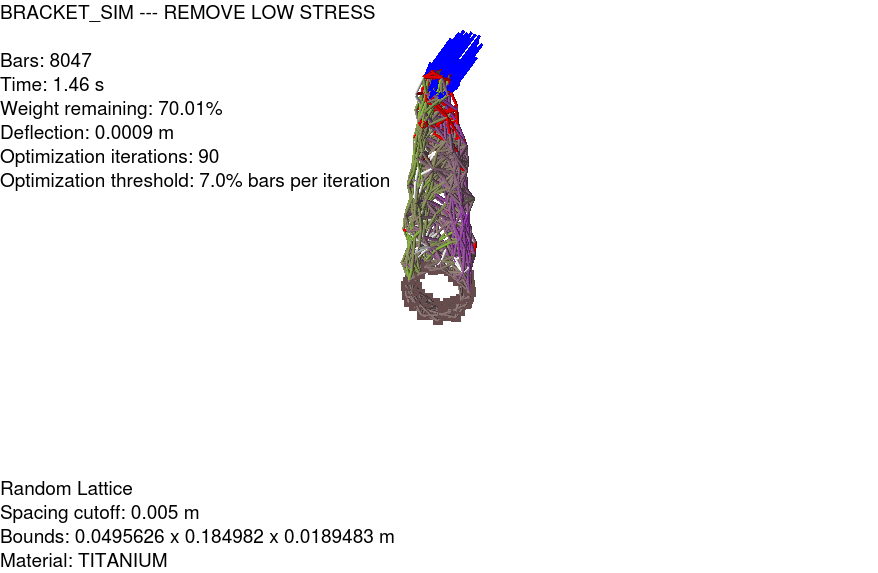 BRACKET_SIM --- REMOVE LOW STRESS
Bars: 8047
Time: 1.46 s
Weight remaining: 70.01%
Deflection: 0.0009 m
Optimization iterations: 90
Optimization threshold: 7.0% bars per iteration
Random Lattice
Spacing cutoff: 0.005 m
Bounds: 0.0495626 x 0.184982 x 0.0189483 m
Material: TITANIUM